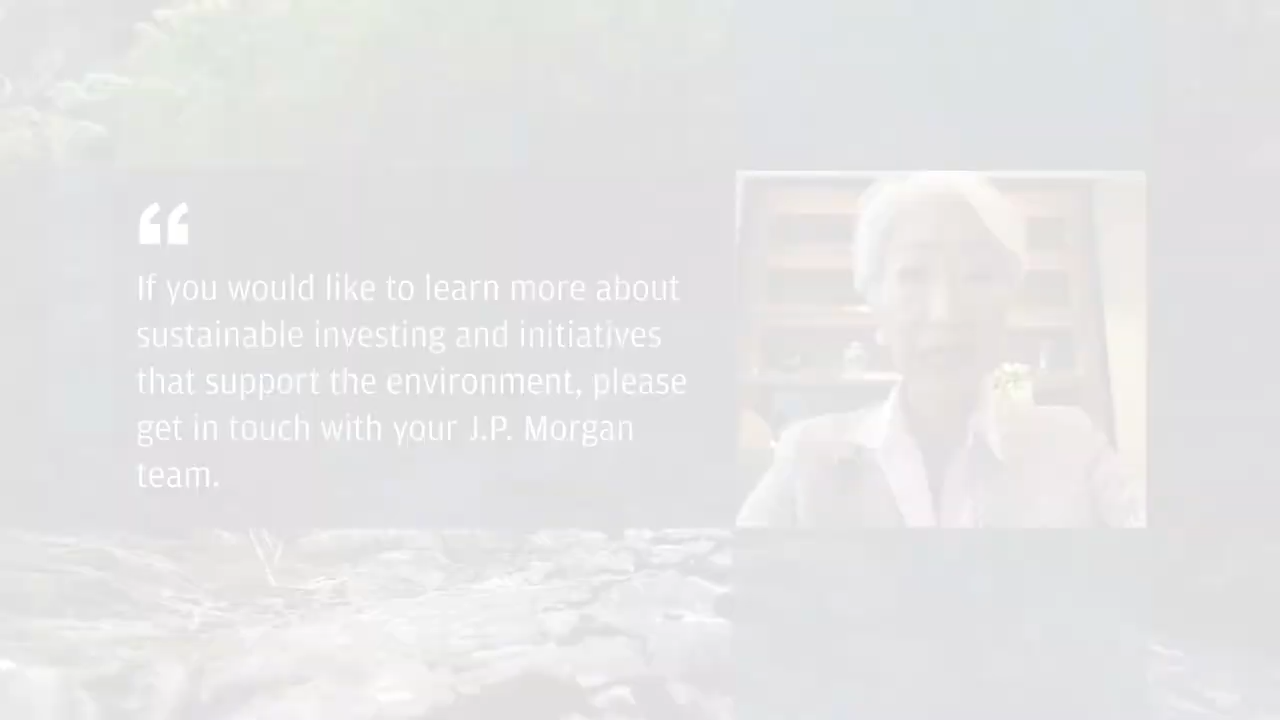 “
If you would like to learn more about
sustainable investing and initiatives
that support the environment, please
get in touch with your J.P. Morgan
team.